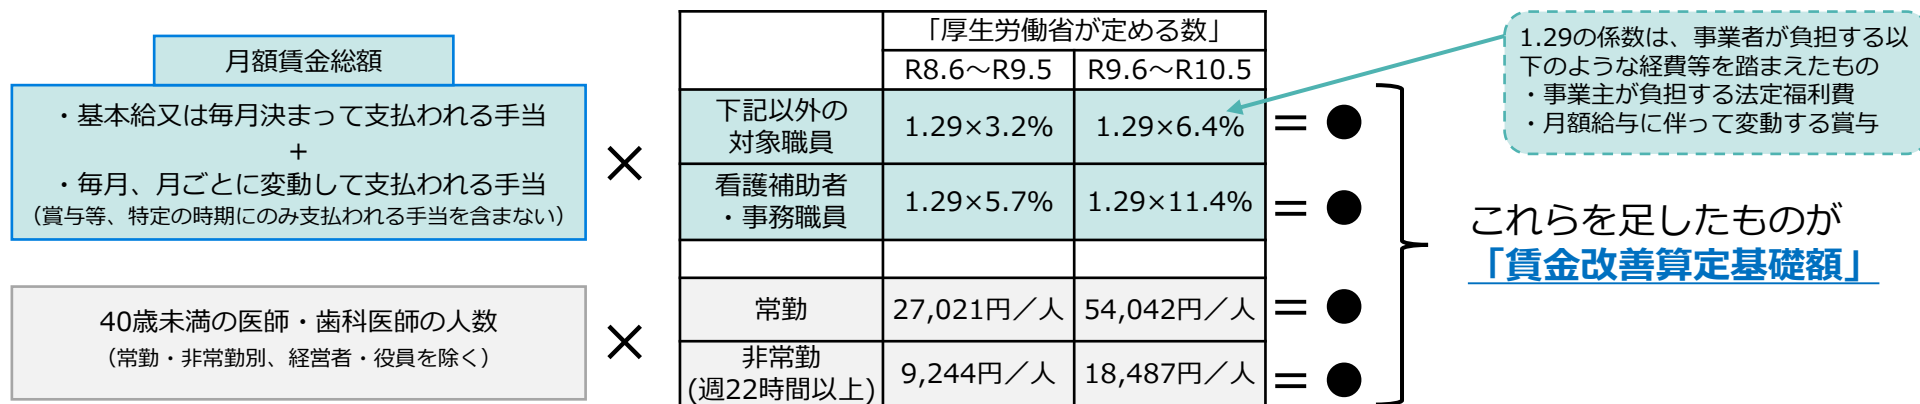 月額賃金総額
・基本給又は毎月決まって支払われる手当
+
・毎月、月ごとに変動して支払われる手当
（賞与等、特定の時期にのみ支払われる手当を含まない）
40歳未満の医師・歯科医師の人数
（常勤・非常勤別、経営者・役員を除く）
×
×
「厚生労働省が定める数」
R8.6～R9.5 R9.6～R10.5
下記以外の
対象職員
1.29×3.2% 1.29×6.4%
看護補助者
・事務職員
1.29×5.7% 1.29×11.4%
常勤
27,021円／人 54,042円／人
非常勤
(週22時間以上)
9,244円／人 18,487円／人
= ●
= ●
= ●
= ●
1.29の係数は、事業者が負担する以
下のような経費等を踏まえたもの
・事業主が負担する法定福利費
・月額給与に伴って変動する賞与
これらを足したものが
「賃金改善算定基礎額」